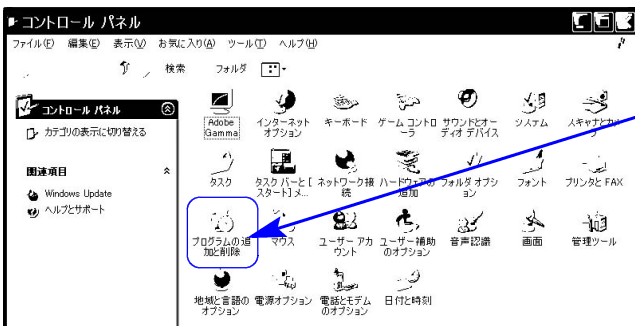 コントロール パネル
ファイル(F) 編集(E) 表示(V) お気に入り(A) ツール(T) ヘルプ(H)
検索 フォルダ
コントロール パネル
カテゴリの表示に切り替える
関連項目
Windows Update
ヘルプとサポート
Adobe
Gamma
インターネット
オプション
キーボード
ゲーム コントロ
ーラ
サウンドとオー
ディオ デバイス
システム
スキャナとカメ
ラ
タスク
タスク バーと [
スタート] メ...
ネットワーク接
続
ハードウェアの
追加
フォルダ オプシ
ョン
フォント
プリンタと FAX
プログラムの追
加と削除
マウス
ユーザー アカ
ウント
ユーザー補助
のオプション
音声認識
画面
管理ツール
地域と言語の
オプション
電源オプション
電話とモデム
のオプション
日付と時刻